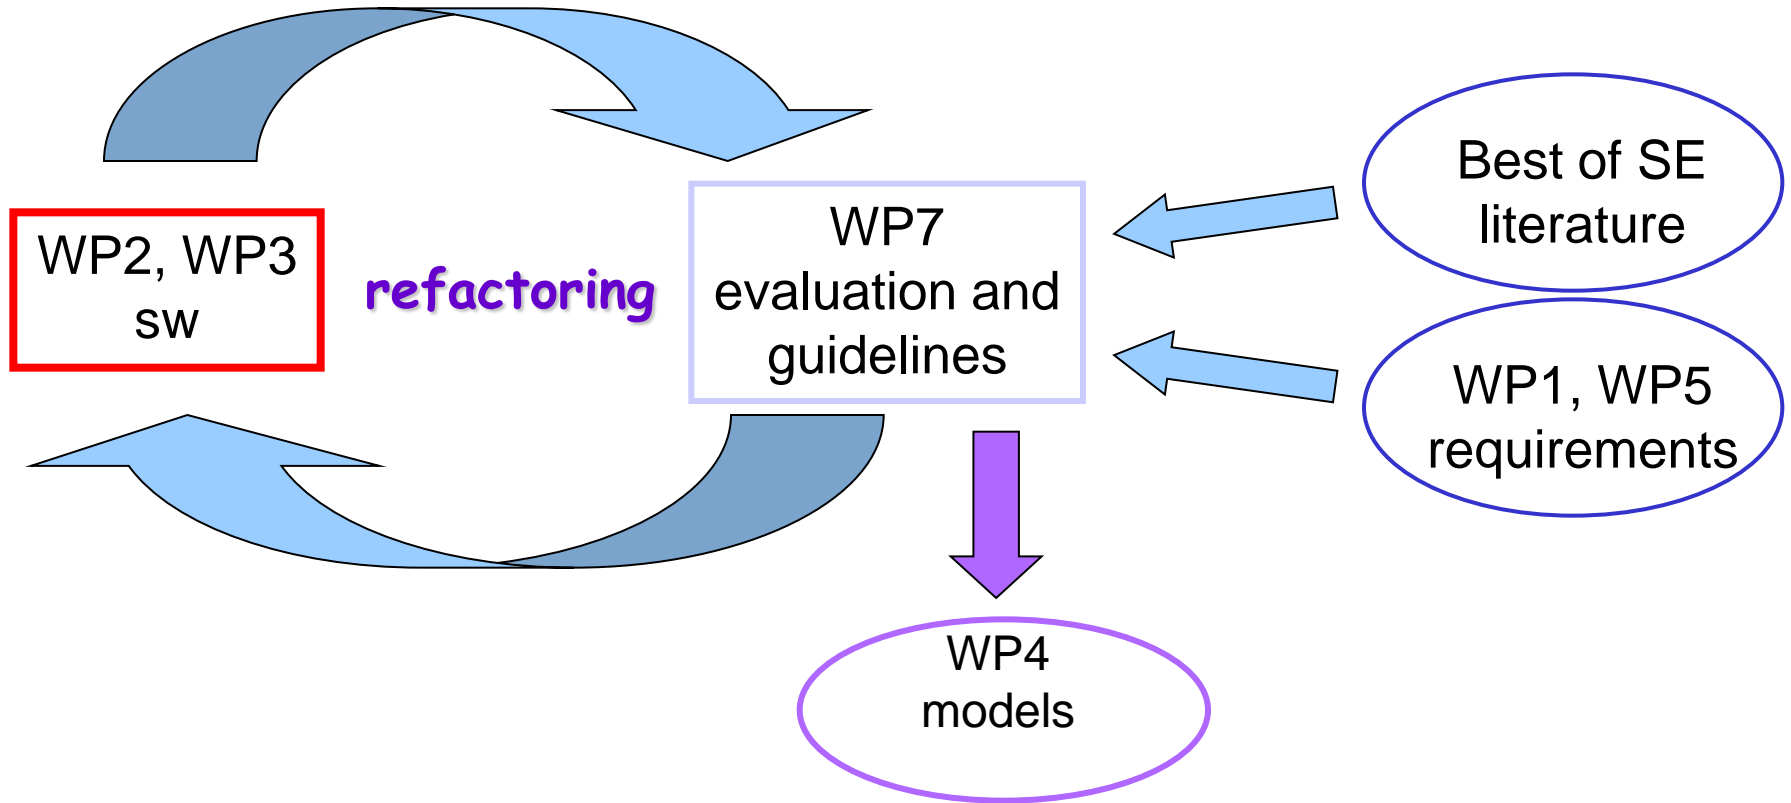 WP2, WP3
sw
refactoring
WP7
evaluation and
guidelines
Best of SE
literature
WP1, WP5
requirements
WP4
models